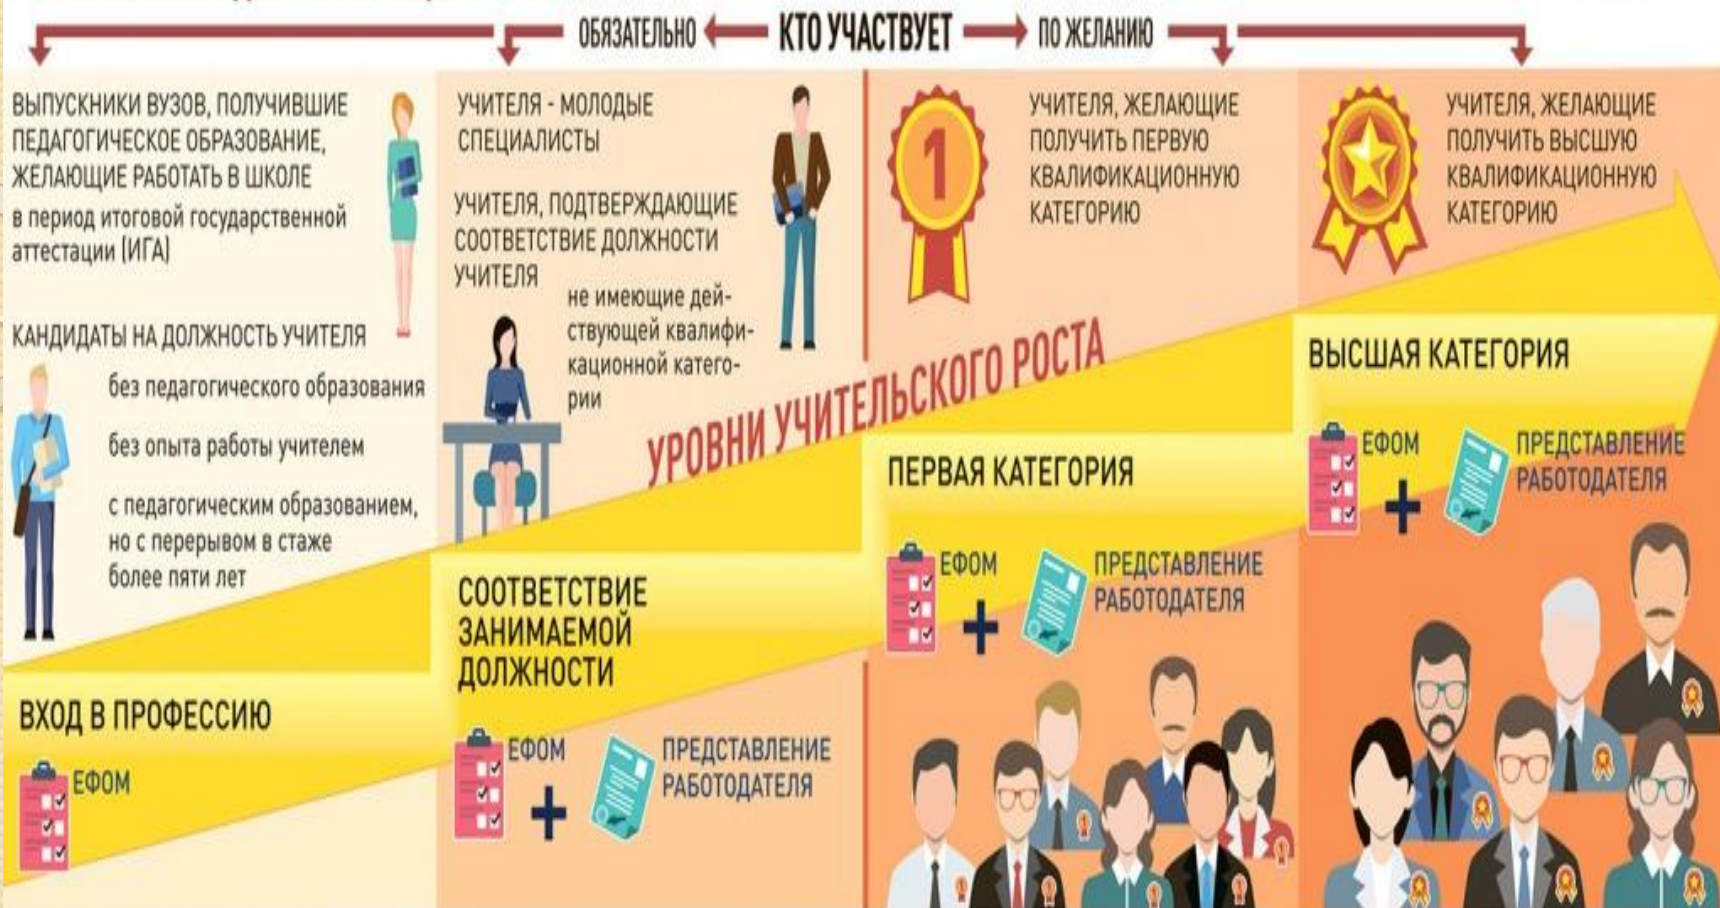 ОБЯЗАТЕЛЬНО
КТО УЧАСТВУЕТ
ПО ЖЕЛАНИЮ
ВЫПУСКНИКИ ВУЗОВ, ПОЛУЧИВШИЕ
ПЕДАГОГИЧЕСКОЕ ОБРАЗОВАНИЕ,
ЖЕЛАЮЩИЕ РАБОТАТЬ В ШКОЛЕ
в период итоговой государственной
аттестации (ИГА)
КАНДИДАТЫ НА ДОЛЖНОСТЬ УЧИТЕЛЯ
без педагогического образования
без опыта работы учителем
с педагогическим образованием,
но с перерывом в стаже
более пяти лет
ВХОД В ПРОФЕССИЮ
ЕФОМ
УЧИТЕЛЯ - МОЛОДЫЕ
СПЕЦИАЛИСТЫ
УЧИТЕЛЯ, ПОДТВЕРЖДАЮЩИЕ
СООТВЕТСТВИЕ ДОЛЖНОСТИ
УЧИТЕЛЯ
не имеющие дей-
ствующей квалифи-
кационной катего-
рии
СООТВЕТСТВИЕ
ЗАНИМАЕМОЙ
ДОЛЖНОСТИ
ЕФОМ
+
ПРЕДСТАВЛЕНИЕ
РАБОТОДАТЕЛЯ
УРОВНИ УЧИТЕЛЬСКОГО РОСТА
1
УЧИТЕЛЯ, ЖЕЛАЮЩИЕ
ПОЛУЧИТЬ ПЕРВУЮ
КВАЛИФИКАЦИОННУЮ
КАТЕГОРИЮ
ПЕРВАЯ КАТЕГОРИЯ
ЕФОМ
+
ПРЕДСТАВЛЕНИЕ
РАБОТОДАТЕЛЯ
УЧИТЕЛЯ, ЖЕЛАЮЩИЕ
ПОЛУЧИТЬ ВЫСШУЮ
КВАЛИФИКАЦИОННУЮ
КАТЕГОРИЮ
ВЫСШАЯ КАТЕГОРИЯ
ЕФОМ
+
ПРЕДСТАВЛЕНИЕ
РАБОТОДАТЕЛЯ